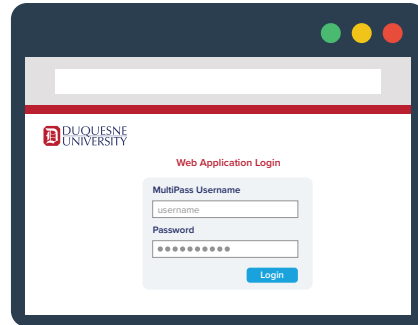 DUQUESNE
UNIVERSITY
Web Application Login
MultiPass Username
username
Password
Login